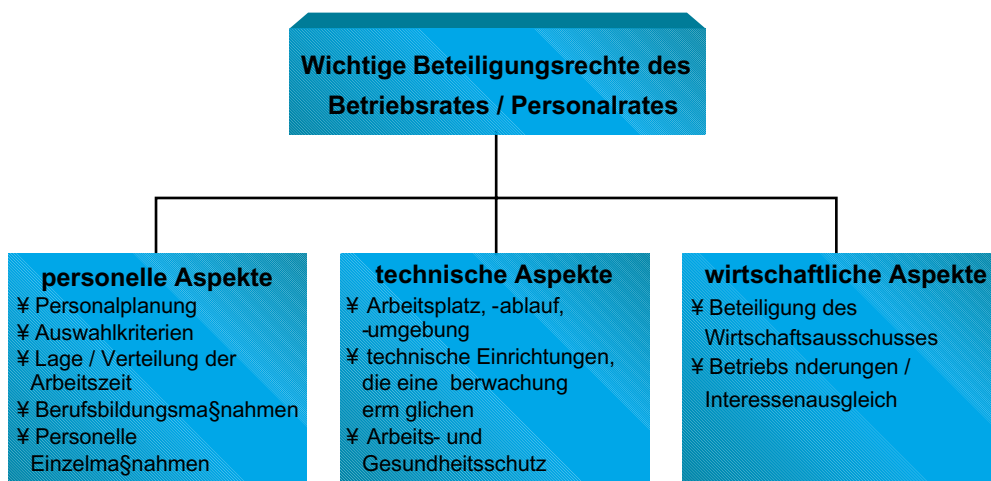 Wichtige Beteiligungsrechte des
Betriebsrates / Personalrates
personelle Aspekte
¥ Personalplanung
¥ Auswahlkriterien
¥ Lage / Verteilung der
Arbeitszeit
¥ Berufsbildungsma§nahmen
¥ Personelle
Einzelma§nahmen
technische Aspekte
¥ Arbeitsplatz, -ablauf,
-umgebung
¥ technische Einrichtungen,
die eine berwachung
erm glichen
¥ Arbeits- und
Gesundheitsschutz
wirtschaftliche Aspekte
¥ Beteiligung des
Wirtschaftsausschusses
¥ Betriebs nderungen /
Interessenausgleich